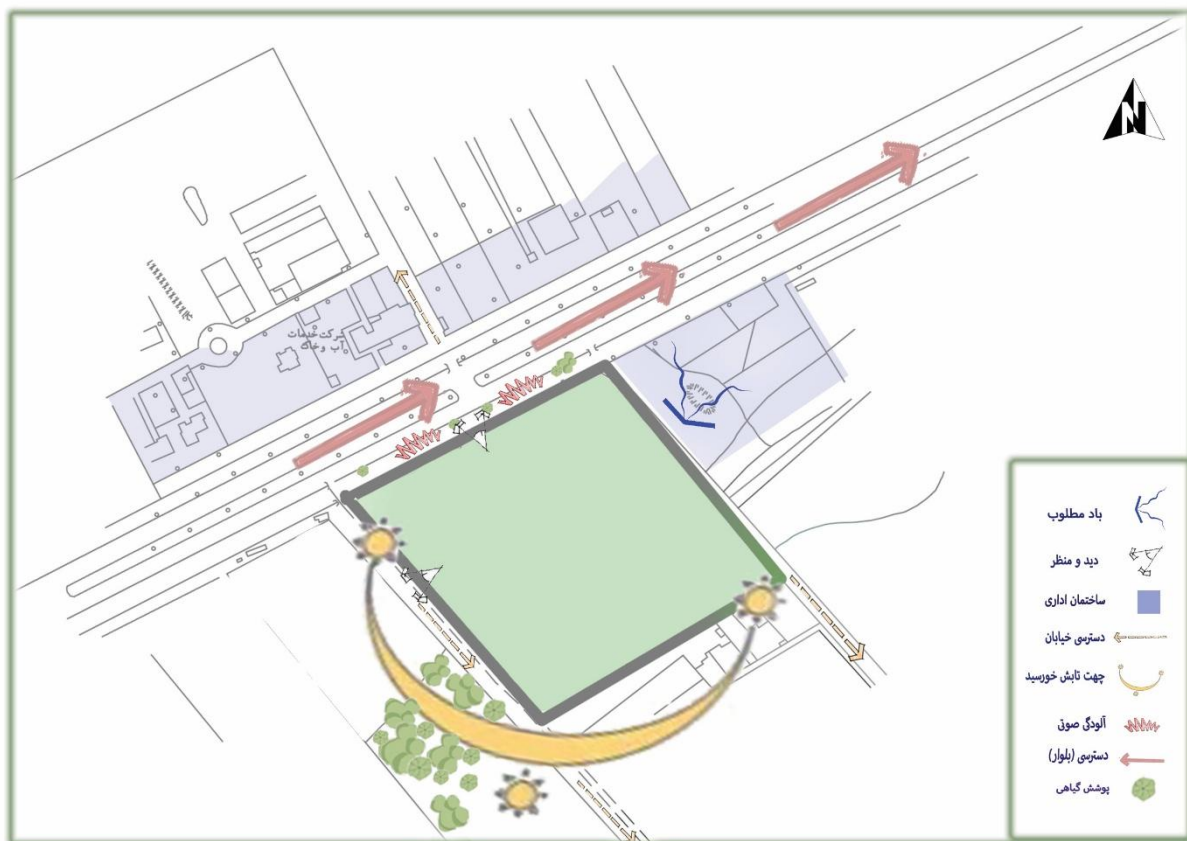 N
شرکت خدمات
آب و خاک
باد مطلوب
دید و منظر
ساختمان اداری
دسترسی خیابان
جهت تابش خورسید
آلودگی صوتی
دسترسی (بلوار)
پوشش گیاهی